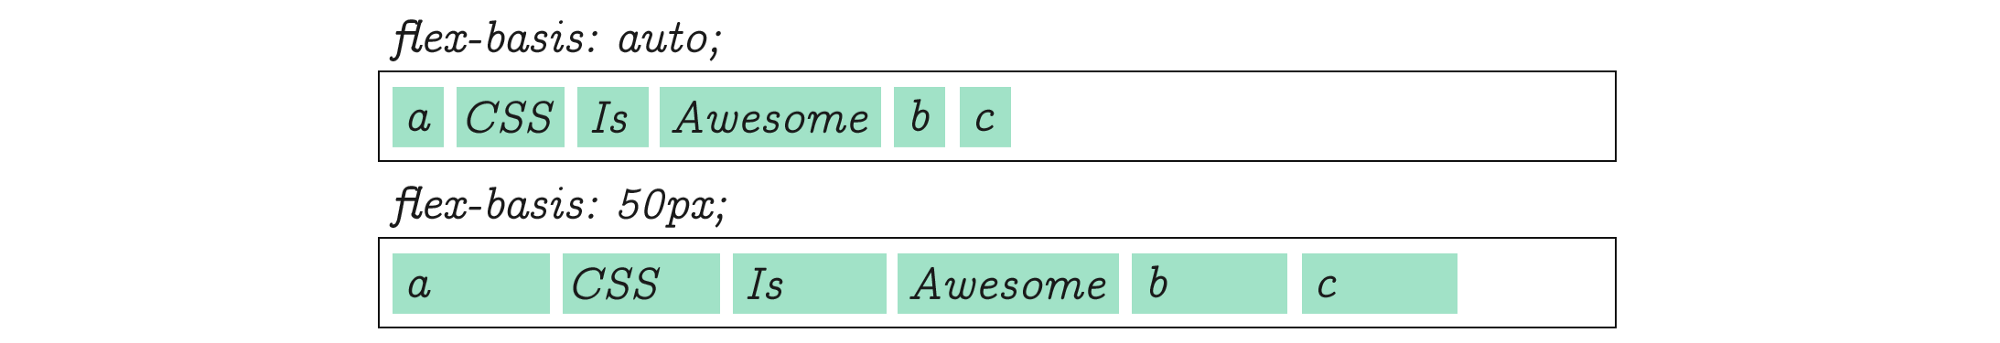 flex-basis: auto;
a CSS Is Awesome b c
flex-basis: 50px;
a CSS Is Awesome b c